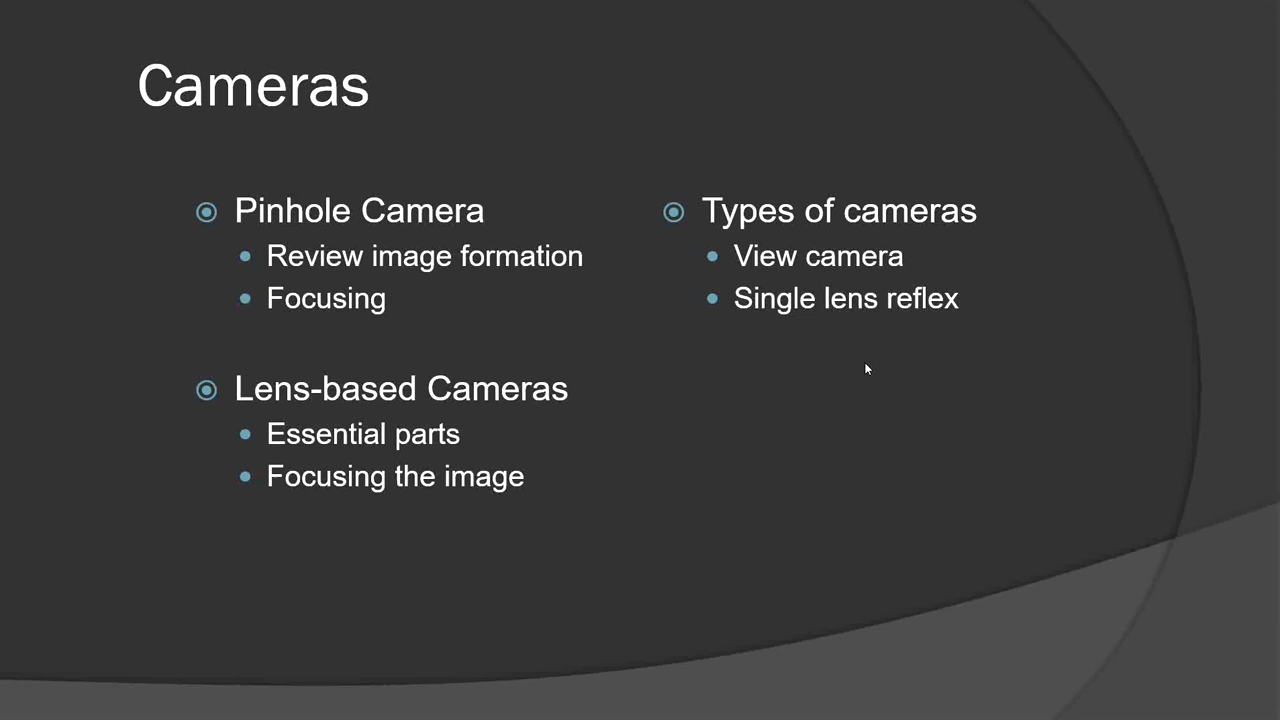 Cameras
Pinhole Camera
Review image formation
Focusing
Lens-based Cameras
Essential parts
Focusing the image
Types of cameras
View camera
Single lens reflex